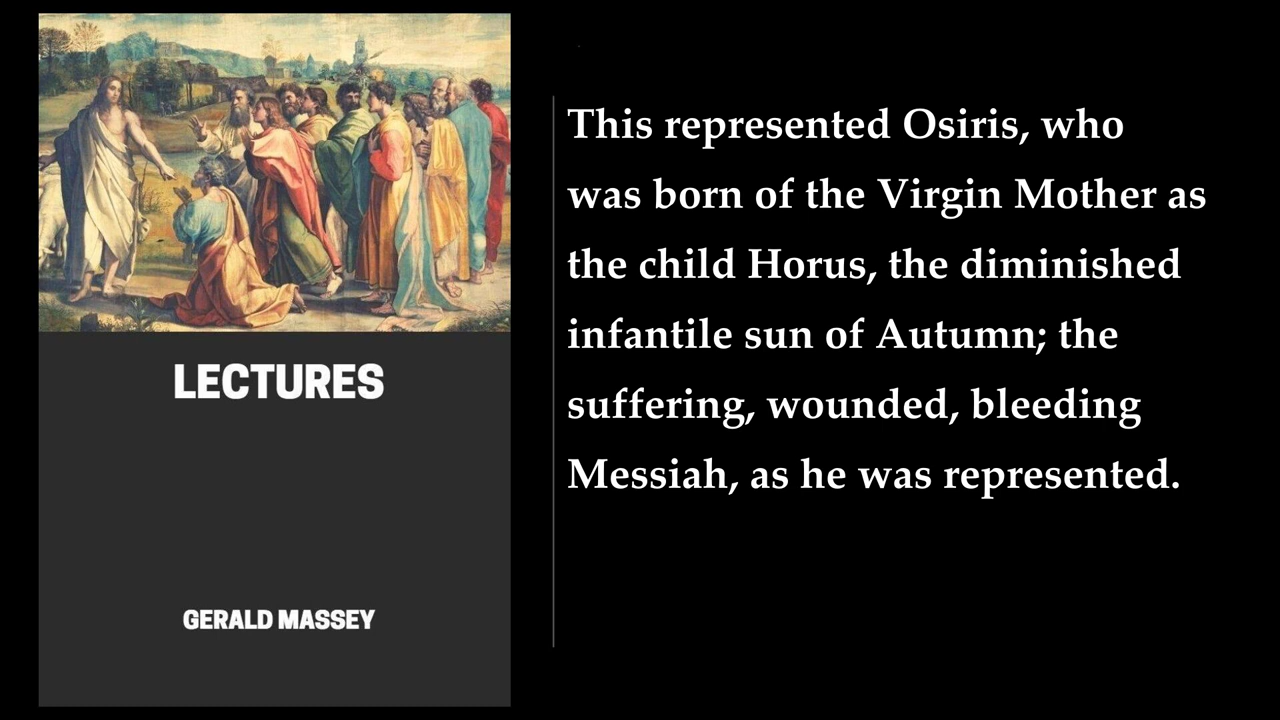 LECTURES
GERALD MASSEY
This represented Osiris, who
was born of the Virgin Mother as
the child Horus, the diminished
infantile sun of Autumn; the
suffering, wounded, bleeding
Messiah, as he was represented.